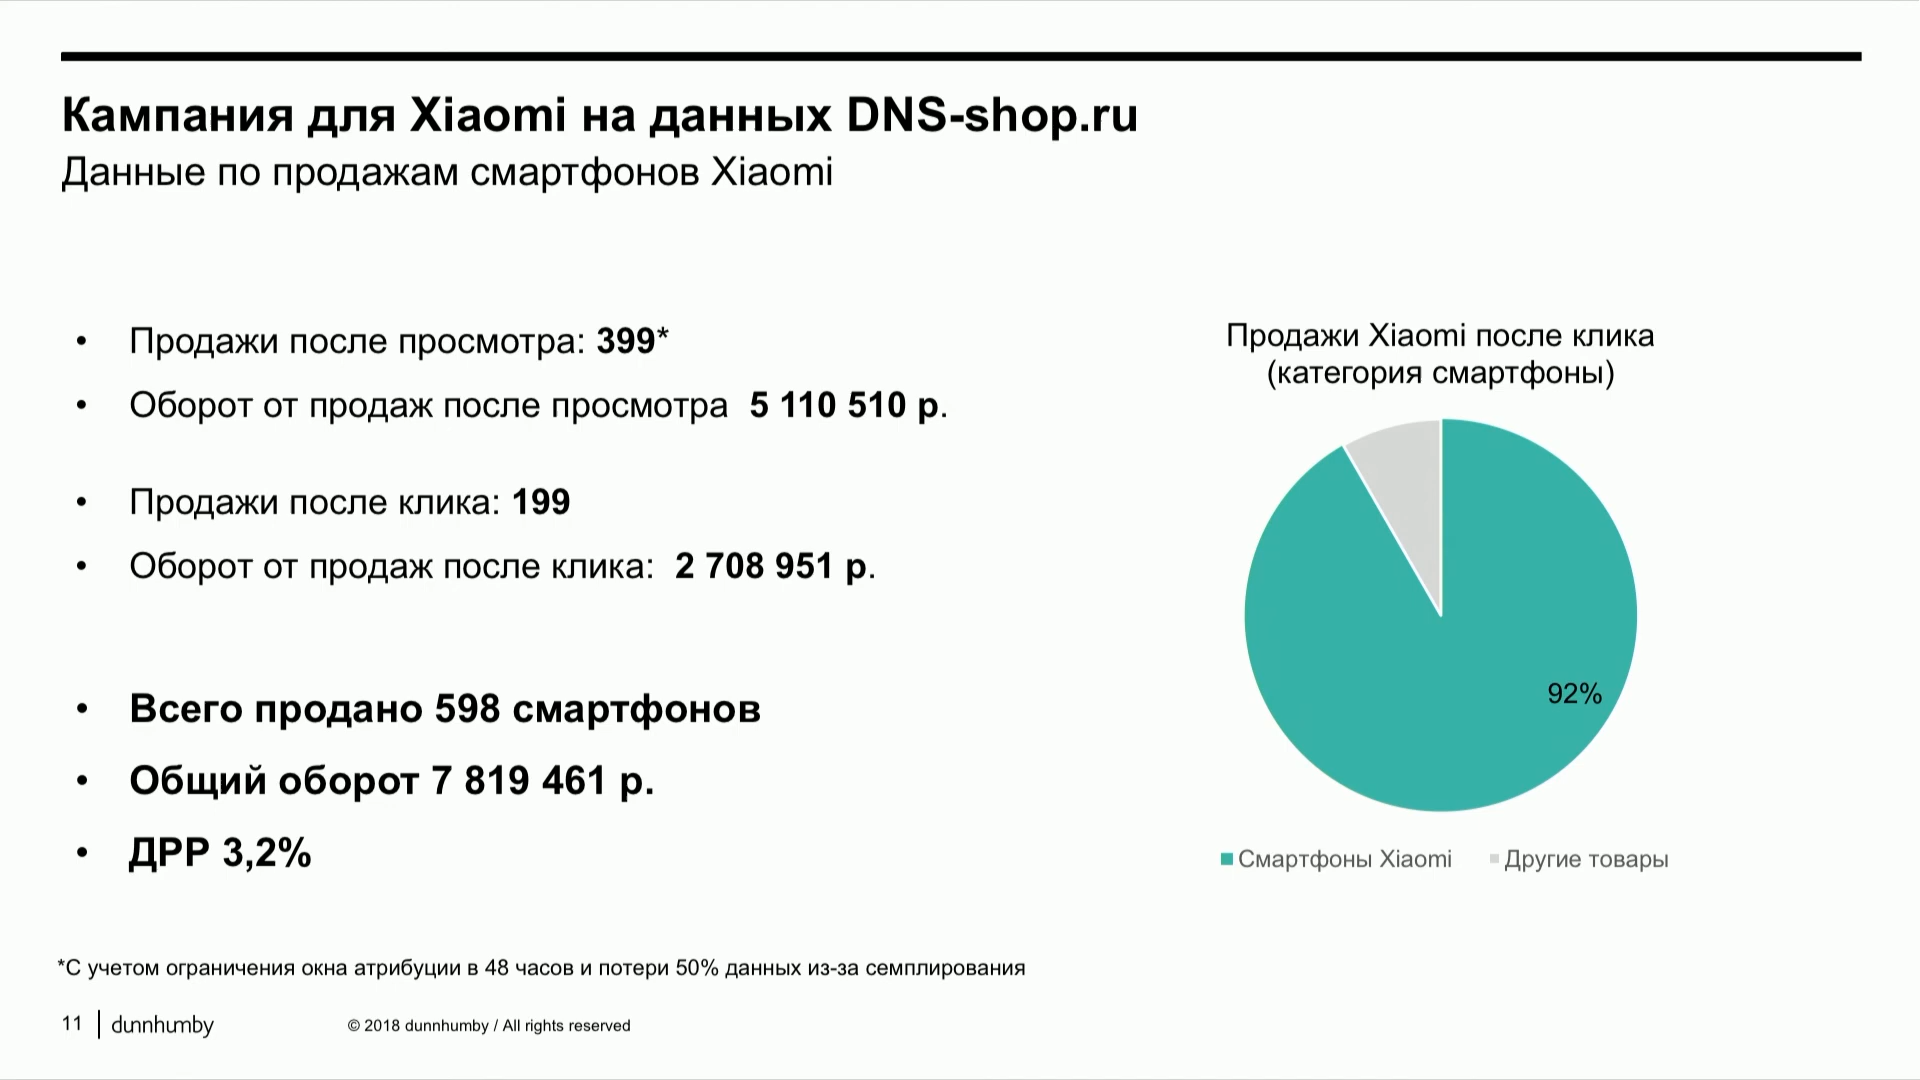 Кампания для Xiaomi на данных DNS-shop.ru
Данные по продажам смартфонов Xiaomi
• Продажи после просмотра: 399*
• Оборот от продаж после просмотра 5 110 510 р.
• Продажи после клика: 199
• Оборот от продаж после клика: 2 708 951 р.
• Всего продано 598 смартфонов
• Общий оборот 7 819 461 р.
• ДРР 3,2%
Продажи Xiaomi после клика
(категория смартфоны)
92%
Смартфоны Xiaomi Другие товары
*С учетом ограничения окна атрибуции в 48 часов и потери 50% данных из-за семплирования
11 dunnhumby © 2018 dunnhumby / All rights reserved